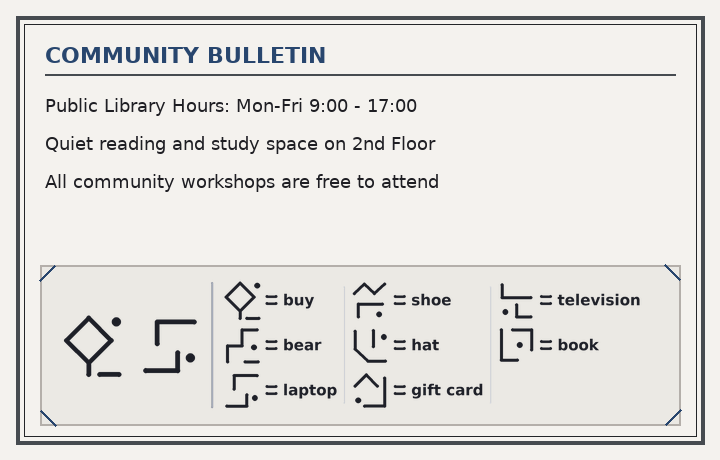 COMMUNITY BULLETIN
Public Library Hours: Mon-Fri 9:00 - 17:00
Quiet reading and study space on 2nd Floor
All community workshops are free to attend
= buy
= bear
= laptop
= shoe
= hat
= gift card
= television
= book